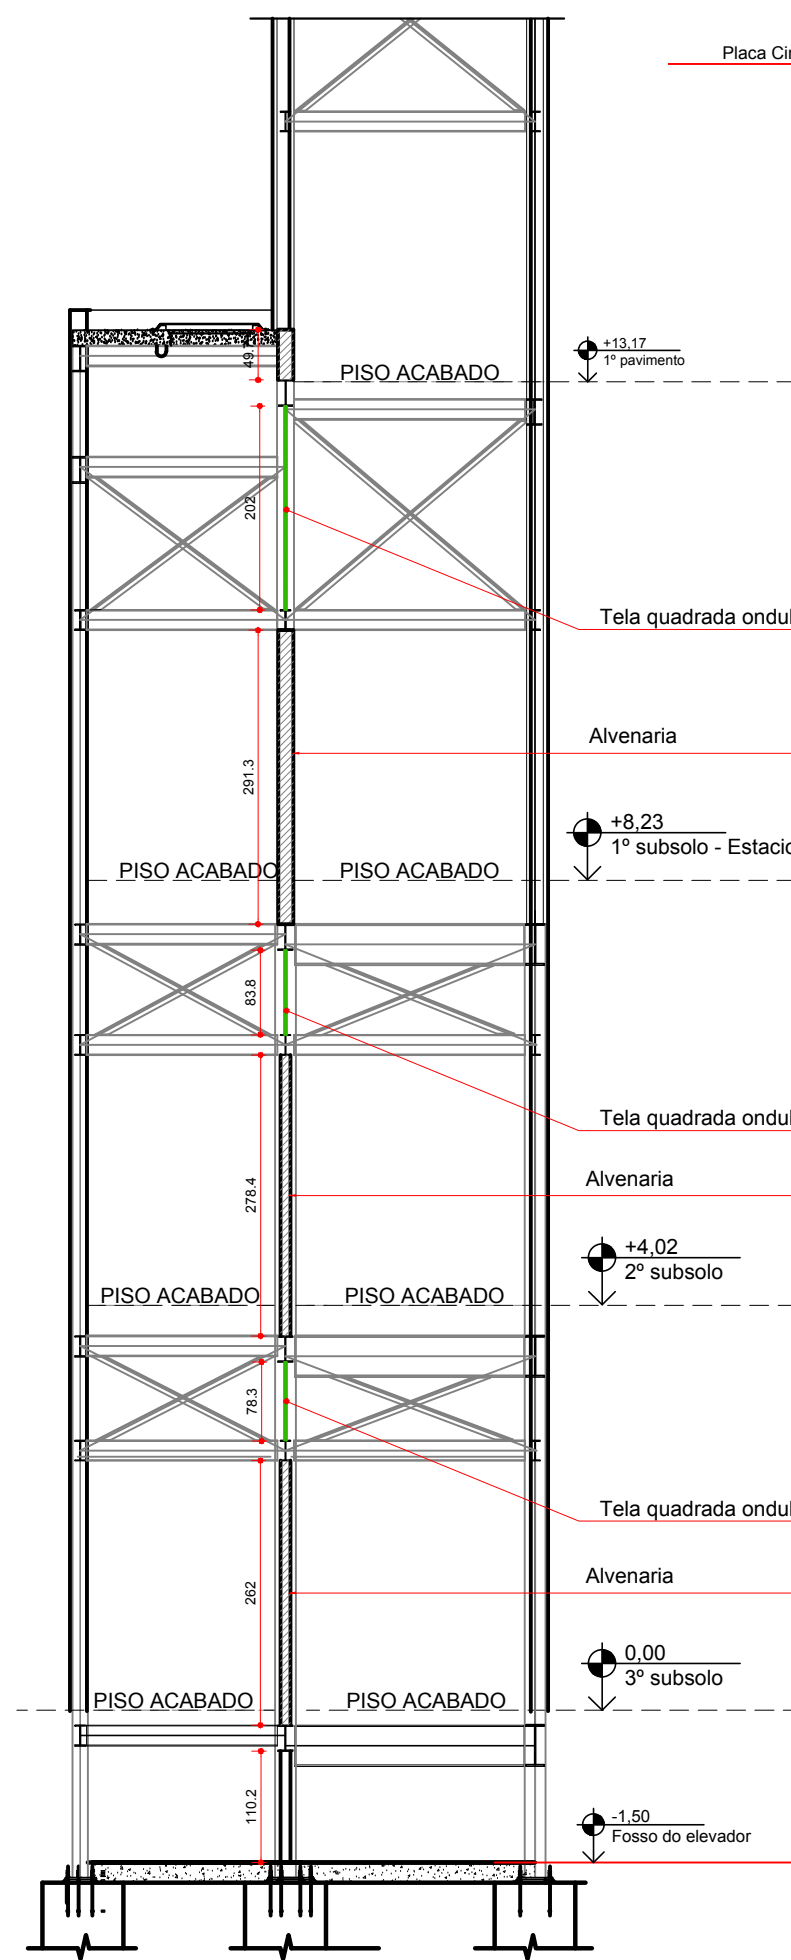 Placa Cir
+13,17
1º pavimento
49.
PISO ACABADO
202
Tela quadrada ondul
Alvenaria
291.3
+8,23
1º subsolo - Estacio
PISO ACABADO
PISO ACABADO
83.8
Tela quadrada ondul
Alvenaria
278.4
+4,02
2º subsolo
PISO ACABADO
PISO ACABADO
78.3
Tela quadrada ondul
Alvenaria
262
0,00
3º subsolo
PISO ACABADO
PISO ACABADO
110.2
-1,50
Fosso do elevador